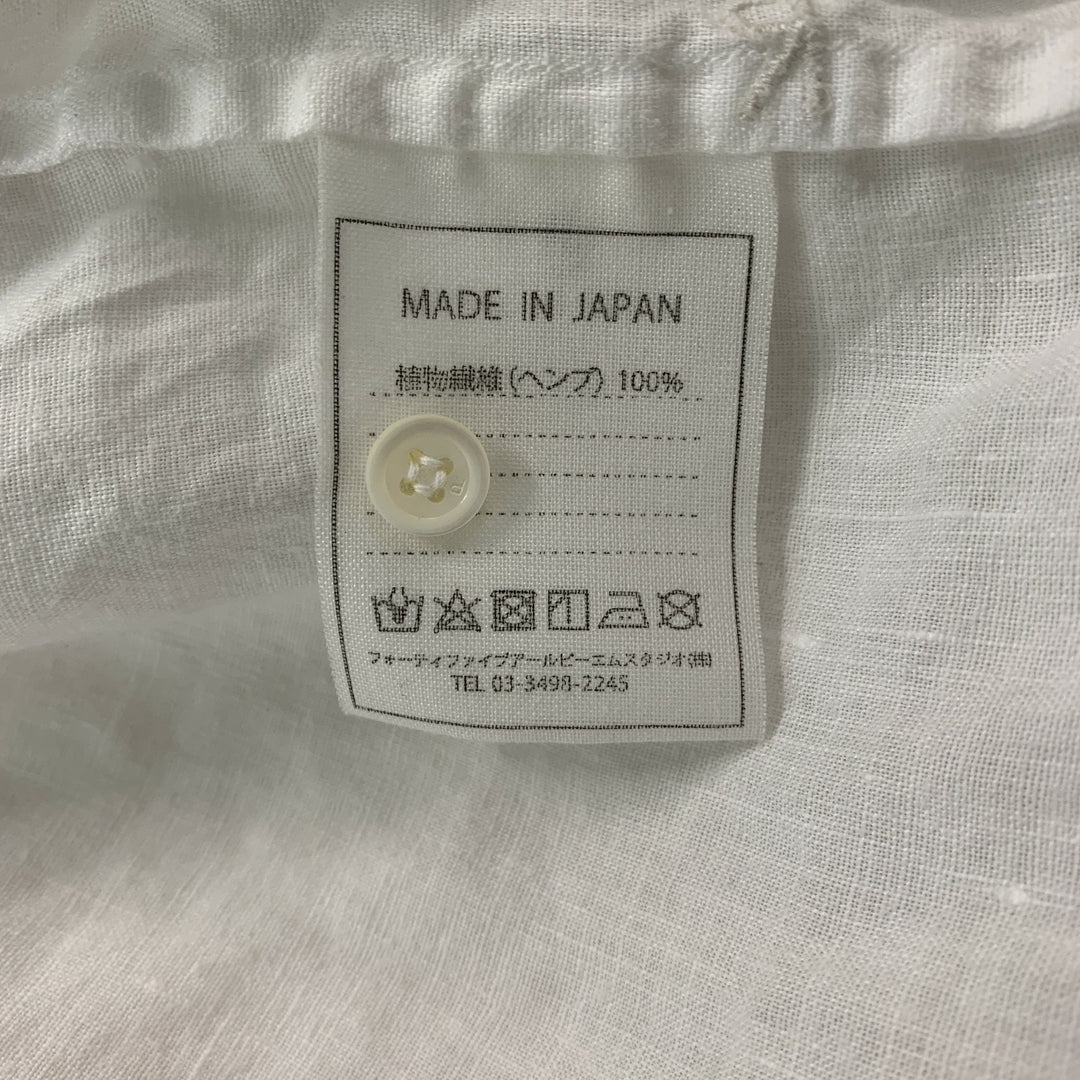 MADE IN JAPAN
植物繊維(ヘンプ) 100%
フォーティファイブアールピーエムスタジオ(株)
TEL 03-3498-2245